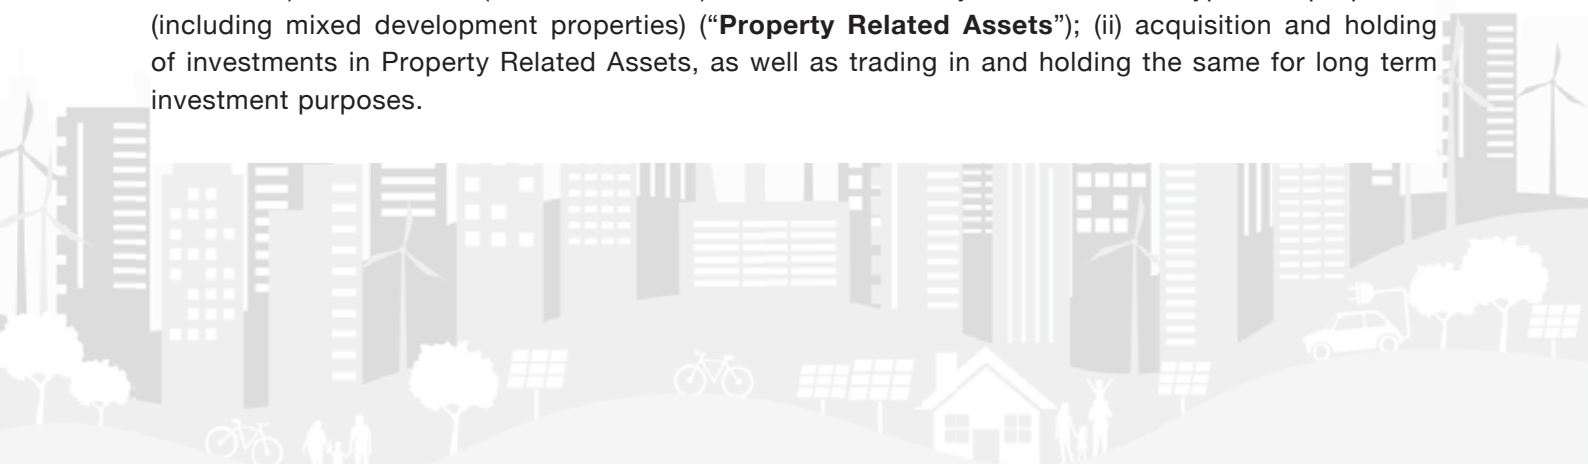 (including mixed development properties) (“Property Related Assets”); (ii) acquisition and holding
of investments in Property Related Assets, as well as trading in and holding the same for long term
investment purposes.